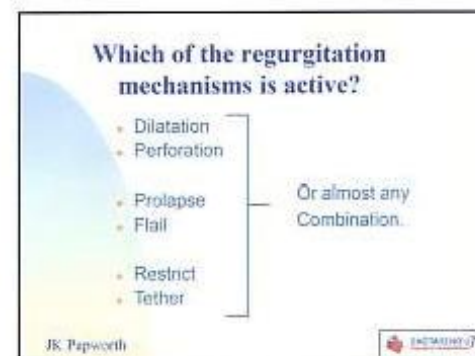 Which of the regurgitation
mechanisms is active?
Dilatation
Perforation
Prolapse
Flail
Restrict
Tether
Or almost any
Combination.
JK Papworth